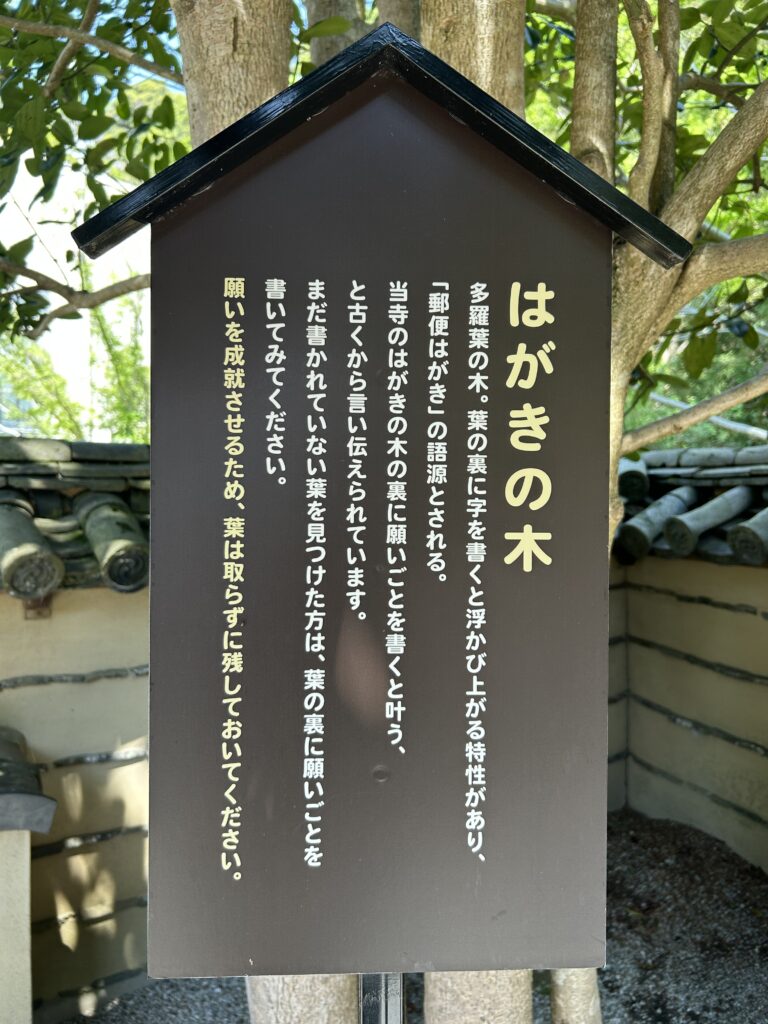 はがきの木
多羅葉の木。葉の裏に字を書くと浮かび上がる特性があり、
「郵便はがき」の語源とされる。
当寺のはがきの木の裏に願いごとを書くと叶う、
と古くから言い伝えられています。
まだ書かれていない葉を見つけた方は、葉の裏に願いごとを
書いてみてください。
願いを成就させるため、葉は取らずに残しておいてください。